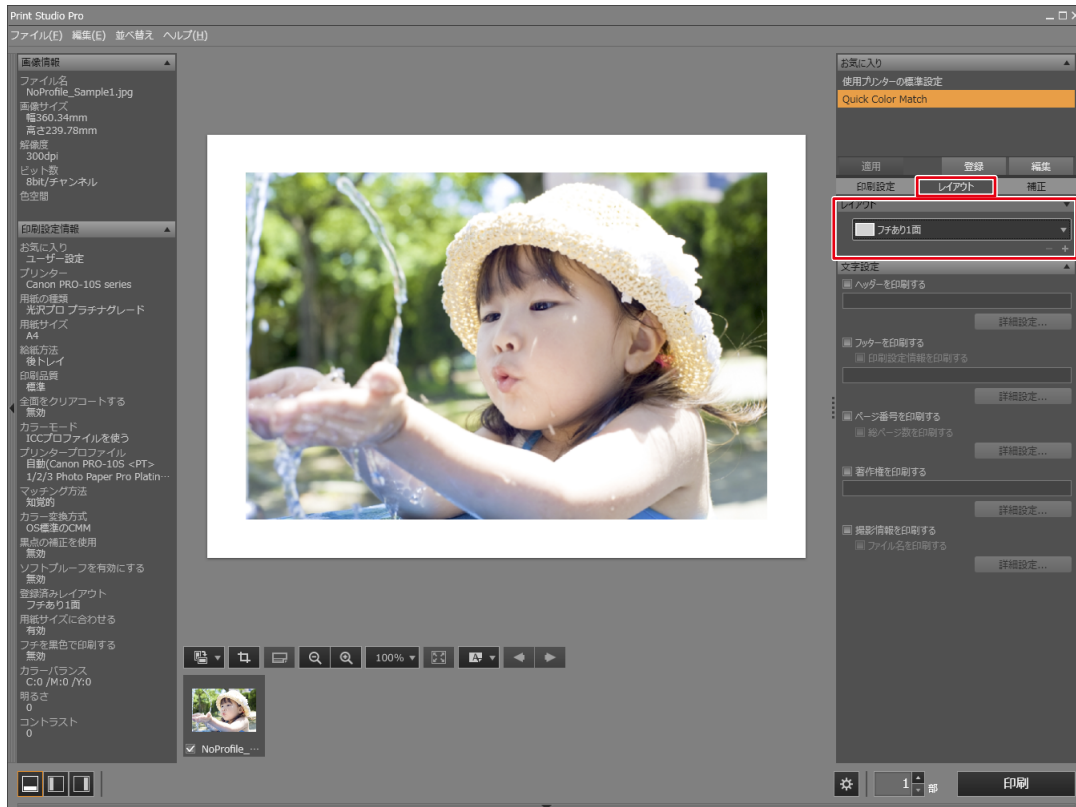 Print Studio Pro
ファイル(F) 編集(E) 並べ替え ヘルプ(H)
画像情報
ファイル名
NoProfile_Sample1.jpg
画像サイズ
幅360.34mm
高さ239.78mm
解像度
300dpi
ビット数
8bit/チャンネル
色空間
印刷設定情報
お気に入り
ユーザー設定
プリンター
Canon PRO-10S series
用紙の種類
光沢プロ プラチナグレード
用紙サイズ
A4
給紙方法
後トレイ
印刷品質
標準
全面をクリアコートする
無効
カラーモード
ICCプロファイルを使う
プリンタープロファイル
自動(Canon PRO-10S <PT>
1/2/3 Photo Paper Pro Platin…
マッチング方法
知覚的
カラー変換方式
OS標準のCMM
黒点の補正を使用
無効
ソフトプルーフを有効にする
無効
登録済みレイアウト
フチあり1面
用紙サイズに合わせる
有効
フチを黒色で印刷する
無効
カラーバランス
C:0 /M:0 /Y:0
明るさ
0
コントラスト
0
100%
NoProfile_…
お気に入り
使用プリンターの標準設定
Quick Color Match
適用 登録 編集
印刷設定 レイアウト 補正
レイアウト
フチあり1面
文字設定
ヘッダーを印刷する
詳細設定...
フッターを印刷する
印刷設定情報を印刷する
詳細設定...
ページ番号を印刷する
総ページ数を印刷する
詳細設定...
著作権を印刷する
詳細設定...
撮影情報を印刷する
ファイル名を印刷する
詳細設定...
1 部 印刷